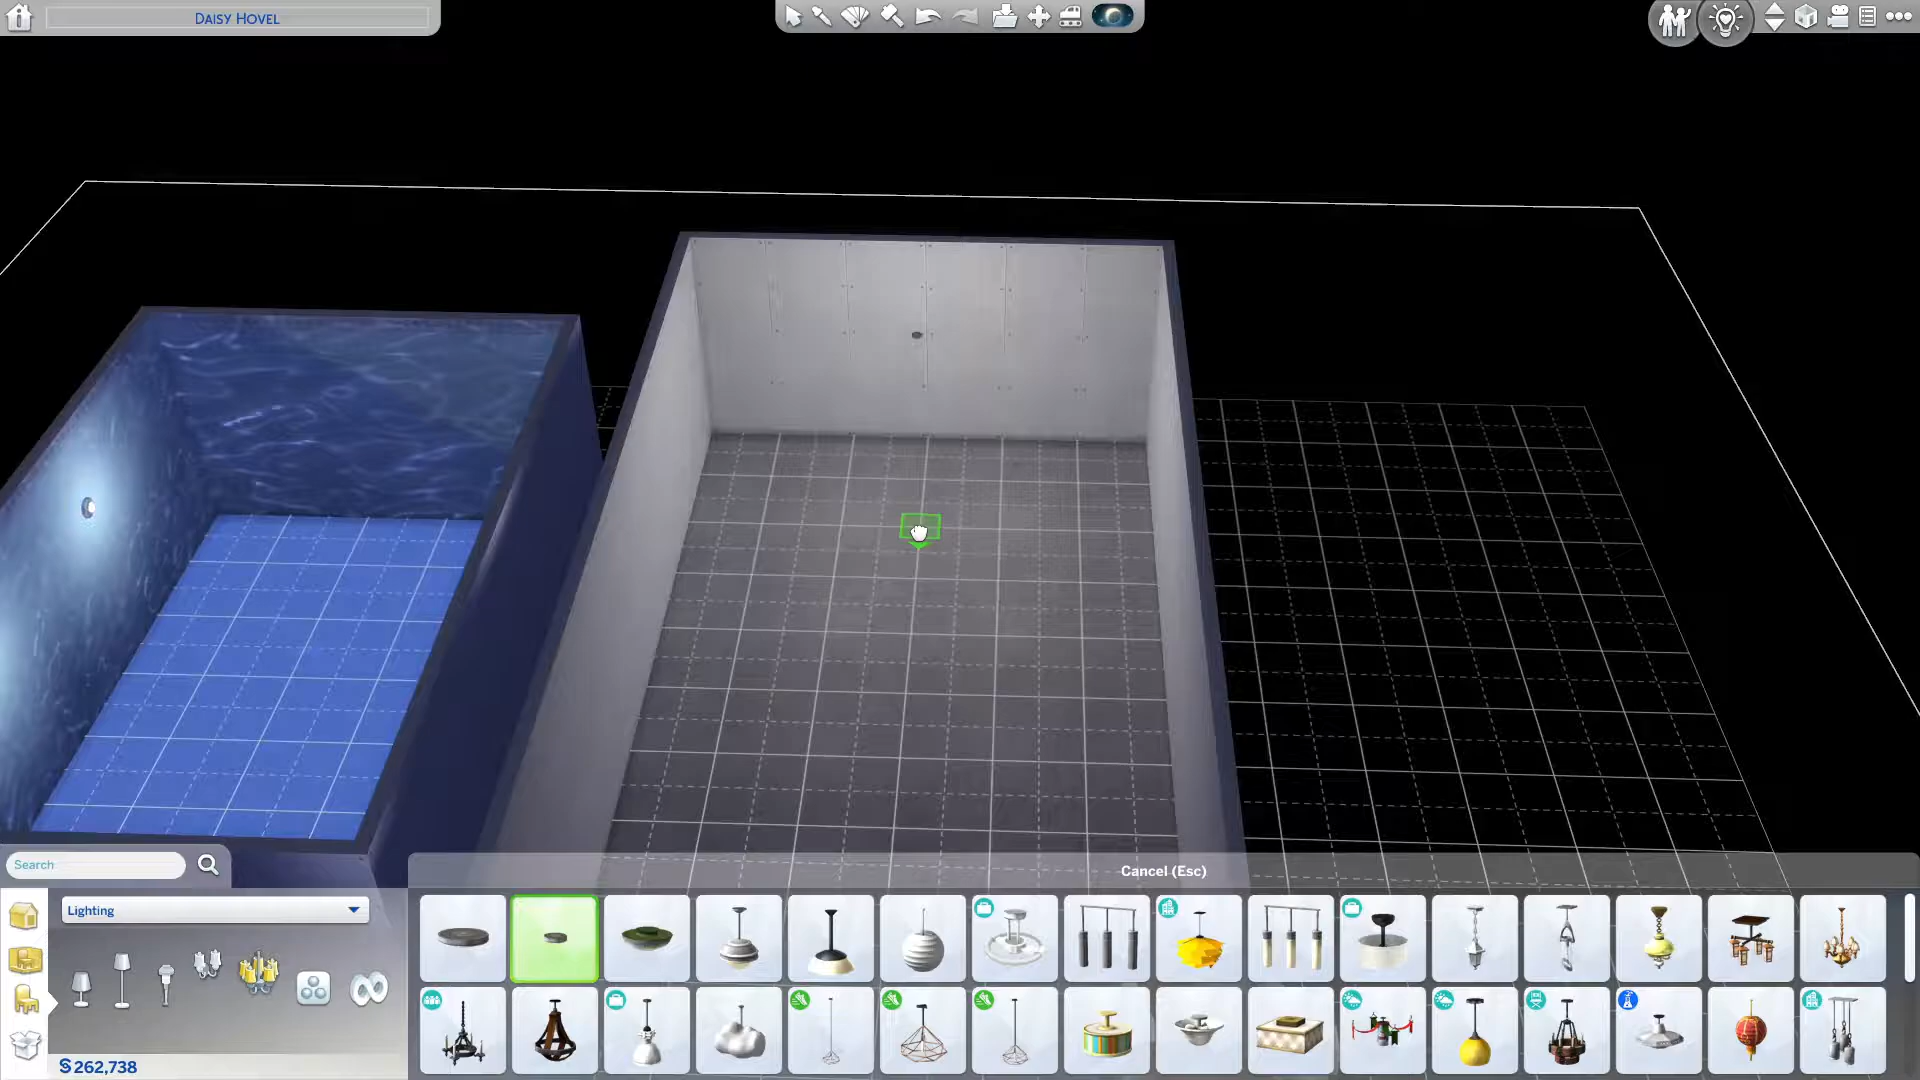 DAISY HOVEL
Cancel (Esc)
Search
Lighting
§262,738